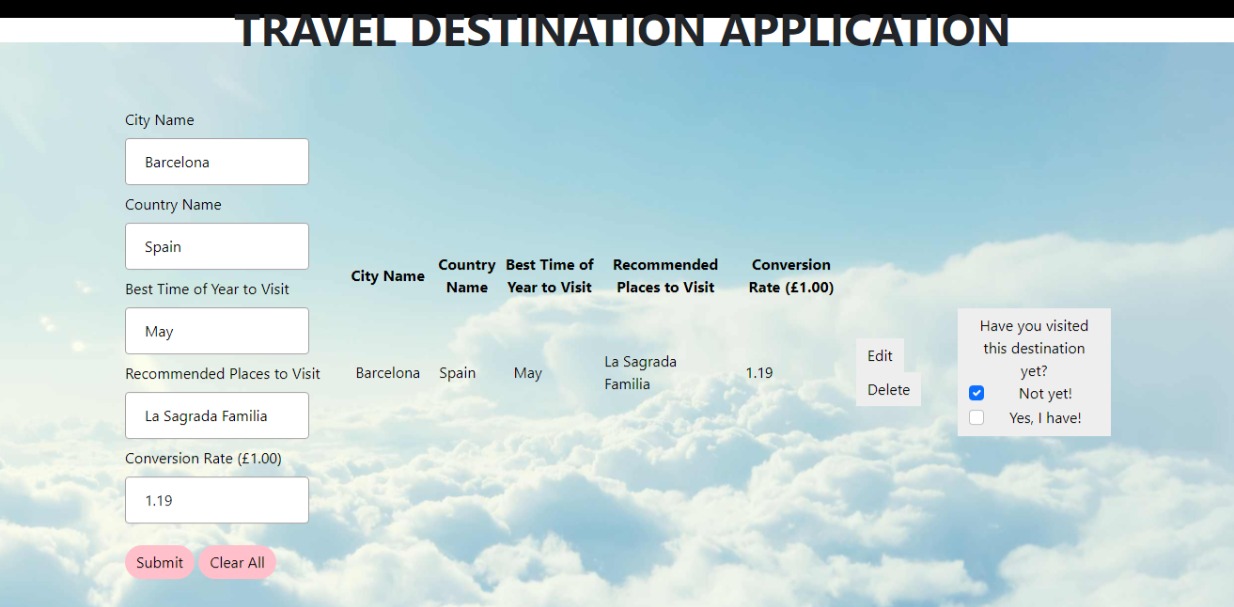 TRAVEL DESTINATION APPLICATION
City Name
Barcelona
Country Name
Spain
Best Time of Year to Visit
May
Recommended Places to Visit
La Sagrada Familia
Conversion Rate (£1.00)
1.19
Submit Clear All
City Name
Country
Name
Best Time of
Year to Visit
Recommended
Places to Visit
Conversion
Rate (£1.00)
Barcelona
Spain
May
La Sagrada
Familia
1.19
Edit
Delete
Have you visited
this destination
yet?
Not yet!
Yes, I have!